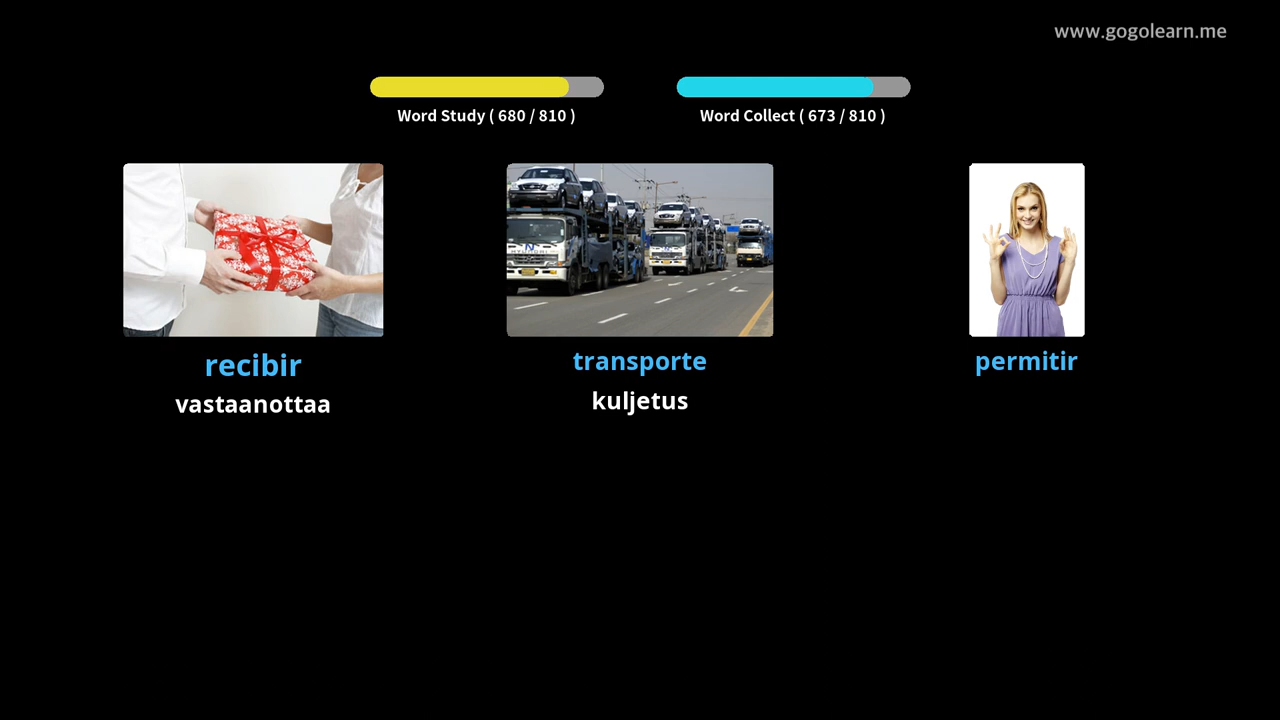 www.gogolearn.me
Word Study ( 680 / 810 )
Word Collect ( 673 / 810 )
recibir
vastaanottaa
transporte
kuljetus
permitir